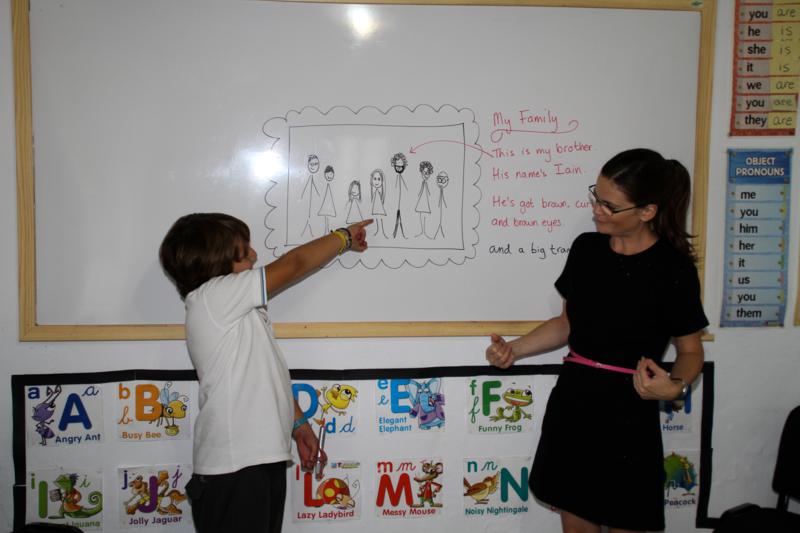 My Family
This is my brother.
His name's Iain.
He's got brown, cur
and brown eyes.
and a big tran
you are
he is
she is
it is
we are
you are
they are
OBJECT PRONOUNS
me
you
him
her
it
us
you
them
a A a
Angry Ant
b B b
Busy Bee
D d
e E e
Elegant Elephant
f F f
Funny Frog
H
Horse
i I i
Iguana
j J j
Jolly Jaguar
l L
Lazy Ladybird
m M m
Messy Mouse
n N n
Noisy Nightingale
Peacock